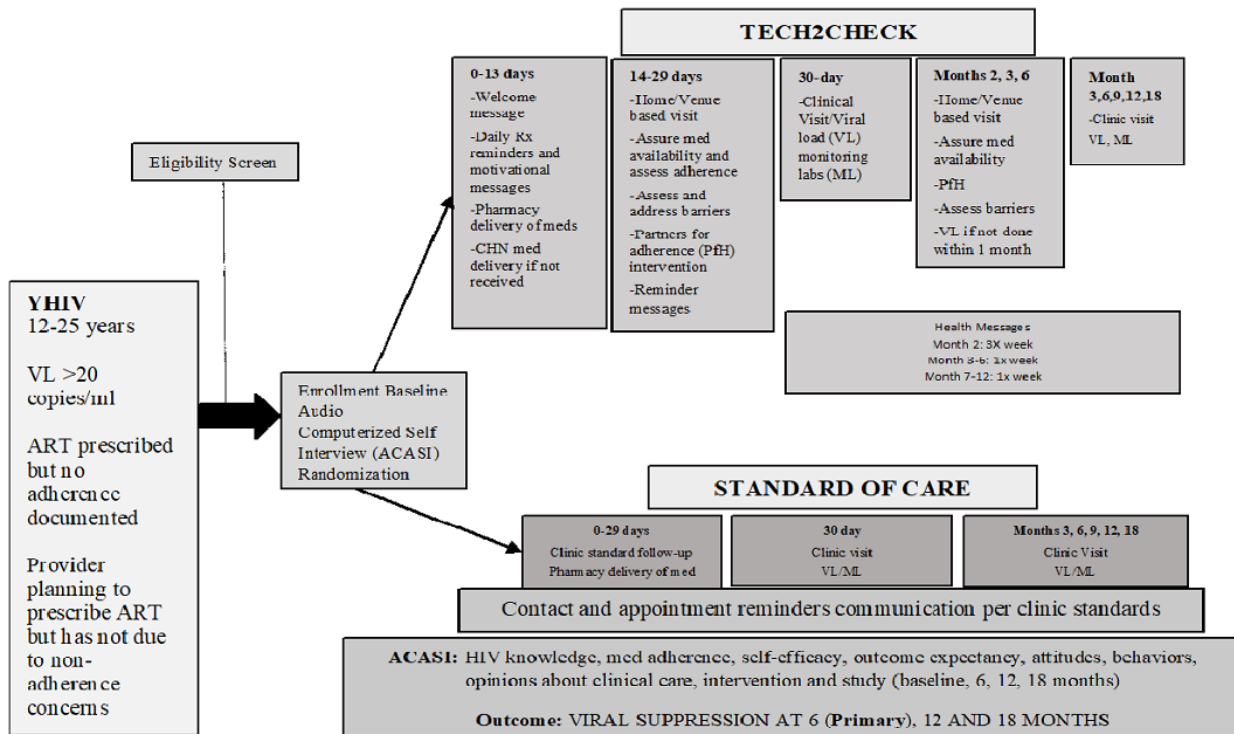 TECH2CHECK
0-13 days
-Welcome
message
-Daily Rx
reminders and
motivational
messages
-Pharmacy
delivery of meds
-CHN med
delivery if not
received
14-29 days
-Home/Venue
based visit
-Assure med
availability and
assess adherence
-Assess and
address barriers
-Partners for
adherence (PfH)
intervention
-Reminder
messages
30-day
-Clinical
Visit/Viral
load (VL)
monitoring
labs (ML)
Months 2, 3, 6
-Home/Venue
based visit
-Assure med
availability
-PfH
-Assess barriers
-VL if not done
within 1 month
Month
3,6,9,12,18
-Clinic visit
VL, ML
Health Messages
Month 2: 3X week
Month 3-6: 1x week
Month 7-12: 1x week
Eligibility Screen
YHIV
12-25 years
VL >20
copies/ml
ART prescribed
but no
adherence
documented
Provider
planning to
prescribe ART
but has not due
to non-
adherence
concerns
Enrollment Baseline
Audio
Computerized Self
Interview (ACASI)
Randomization
STANDARD OF CARE
0-29 days
Clinic standard follow-up
Pharmacy delivery of med
30 day
Clinic visit
VL/ML
Months 3, 6, 9, 12, 18
Clinic Visit
VL/ML
Contact and appointment reminders communication per clinic standards
ACASI: HIV knowledge, med adherence, self-efficacy, outcome expectancy, attitudes, behaviors,
opinions about clinical care, intervention and study (baseline, 6, 12, 18 months)
Outcome: VIRAL SUPPRESSION AT 6 (Primary), 12 AND 18 MONTHS